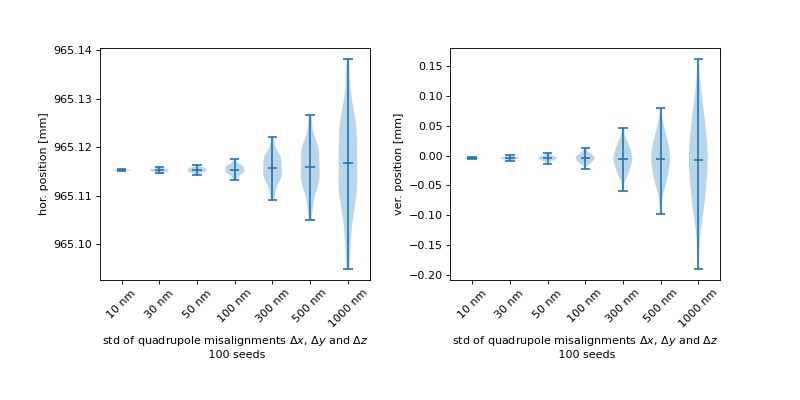 965.14
965.13
965.12
965.11
965.10
hor. position [mm]
10 nm
30 nm
50 nm
100 nm
300 nm
500 nm
1000 nm
std of quadrupole misalignments Δx, Δy and Δz
100 seeds
0.15
0.10
0.05
0.00
−0.05
−0.10
−0.15
−0.20
ver. position [mm]
10 nm
30 nm
50 nm
100 nm
300 nm
500 nm
1000 nm
std of quadrupole misalignments Δx, Δy and Δz
100 seeds